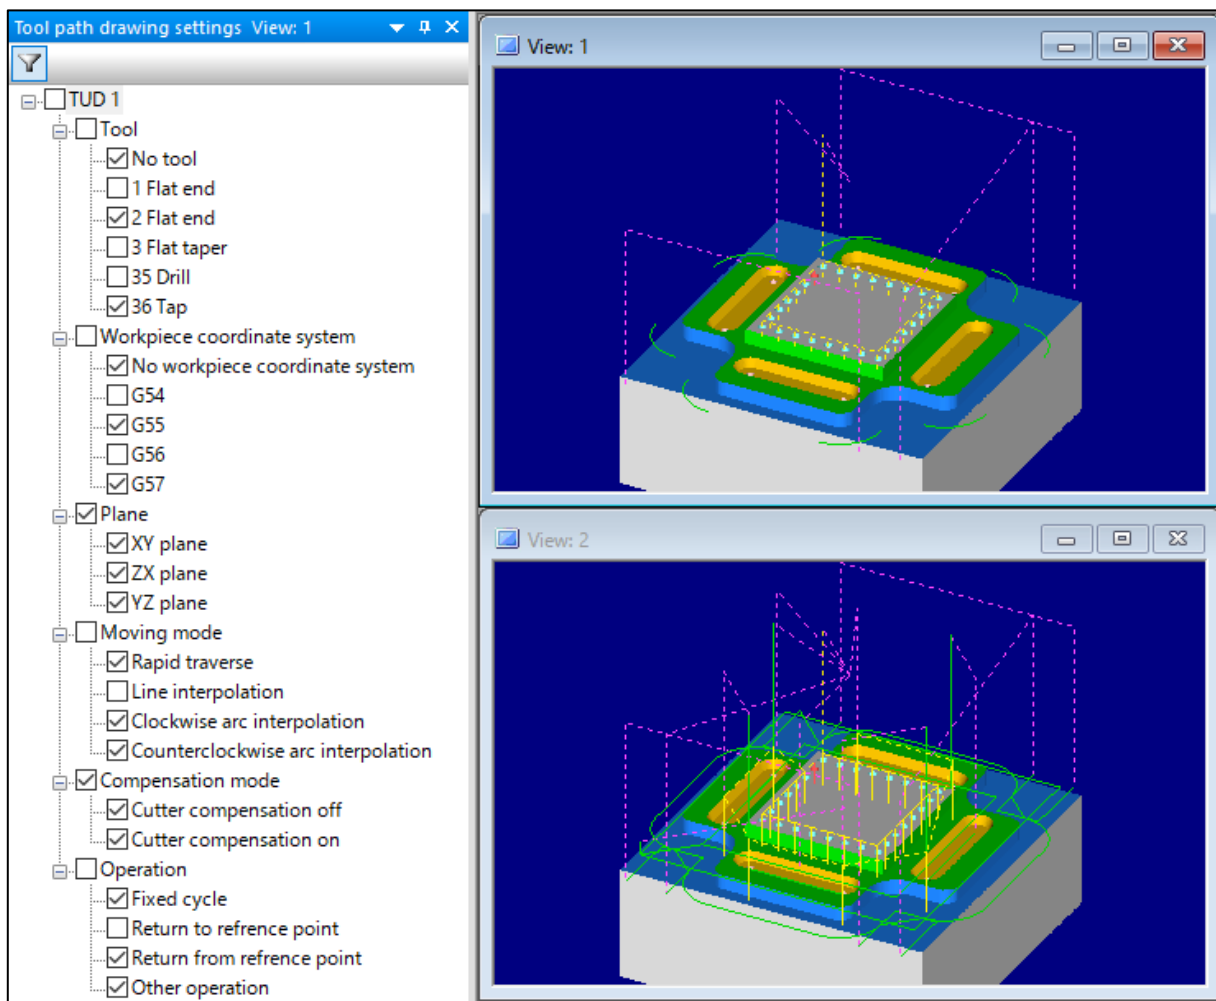 Tool path drawing settings View: 1
TUD 1
Tool
No tool
1 Flat end
2 Flat end
3 Flat taper
35 Drill
36 Tap
Workpiece coordinate system
No workpiece coordinate system
G54
G55
G56
G57
Plane
XY plane
ZX plane
YZ plane
Moving mode
Rapid traverse
Line interpolation
Clockwise arc interpolation
Counterclockwise arc interpolation
Compensation mode
Cutter compensation off
Cutter compensation on
Operation
Fixed cycle
Return to refrence point
Return from refrence point
Other operation
View: 1
View: 2